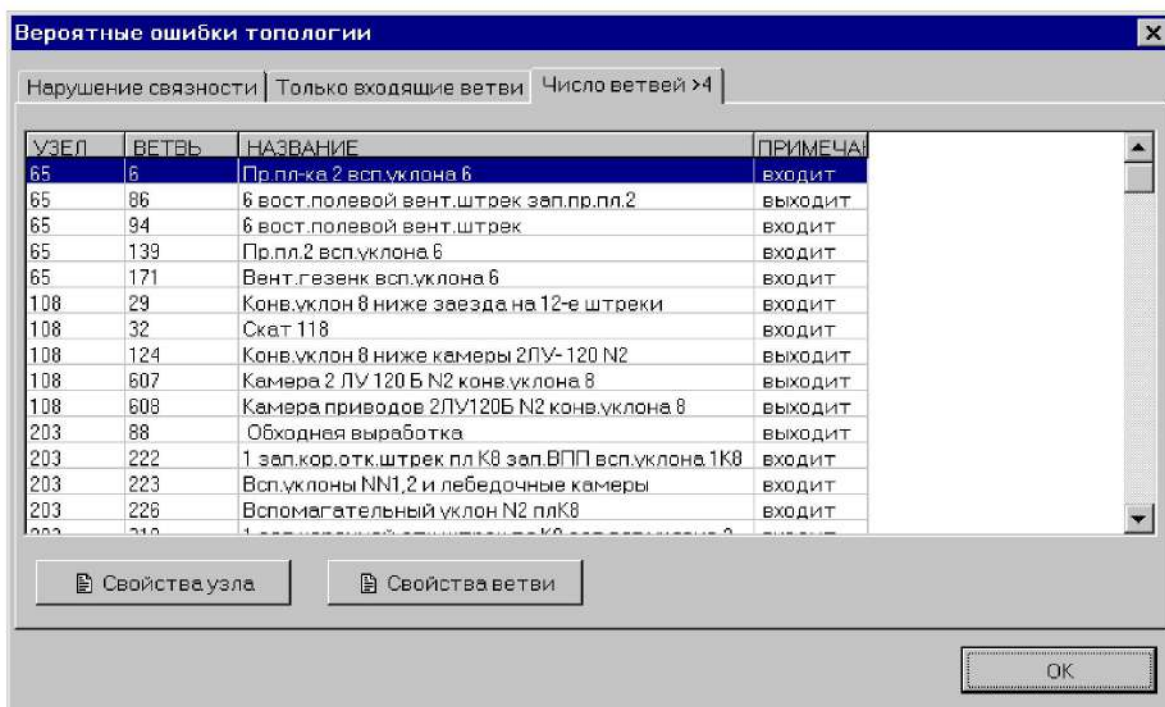 Вероятные ошибки топологии
Нарушение связности Только входящие ветви Число ветвей >4
УЗЕЛ ВЕТВЬ НАЗВАНИЕ ПРИМЕЧАН
65 6 Пр.пл-ка 2 всп.уклона 6 входит
65 86 6 вост.полевой вент.штрек зап.пр.пл.2 выходит
65 94 6 вост.полевой вент.штрек входит
65 139 Пр.пл.2 всп.уклона 6 входит
65 171 Вент.гезенк всп.уклона 6 входит
108 29 Конв.уклон 8 ниже заезда на 12-е штреки входит
108 32 Скат 118 входит
108 124 Конв.уклон 8 ниже камеры 2ЛУ- 120 N2 выходит
108 607 Камера 2 ЛУ 120 Б N2 конв.уклона 8 выходит
108 608 Камера приводов 2ЛУ120Б N2 конв.уклона 8 выходит
203 88 Обходная выработка выходит
203 222 1 зап.кор.отк.штрек пл К8 зап.ВПП всп.уклона 1К8 входит
203 223 Всп.уклоны NN1,2 и лебедочные камеры входит
203 226 Вспомагательный уклон N2 плК8 входит
Свойства узла Свойства ветви
OK